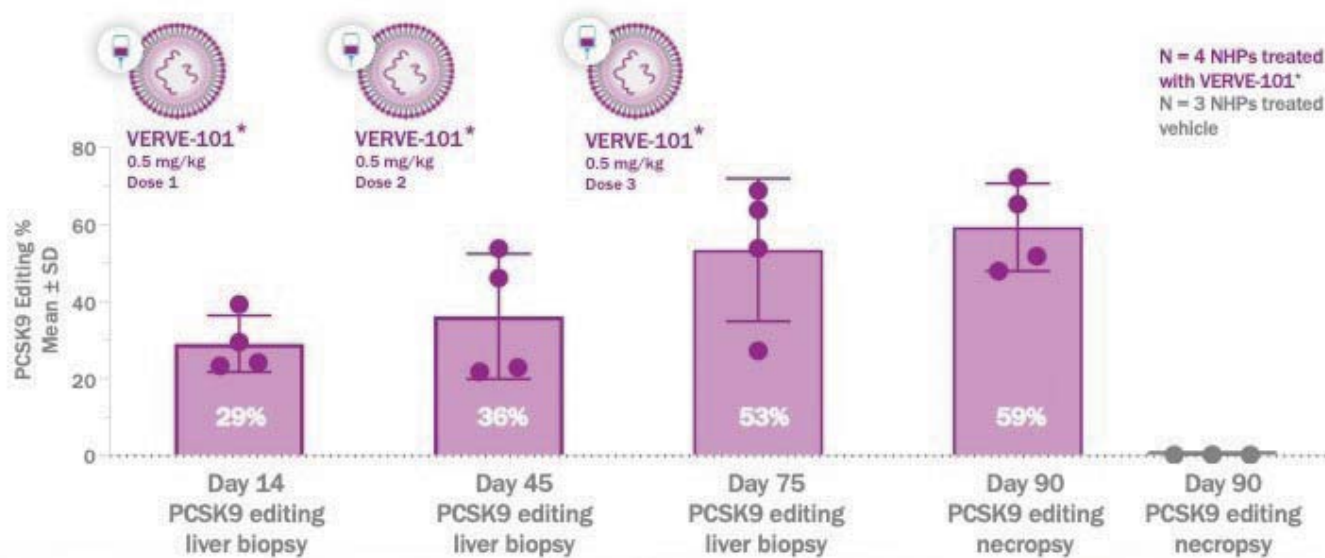 N = 4 NHPs treated
with VERVE-101*
N = 3 NHPs treated
vehicle
VERVE-101*
0.5 mg/kg
Dose 1
VERVE-101*
0.5 mg/kg
Dose 2
VERVE-101*
0.5 mg/kg
Dose 3
PCSK9 Editing %
Mean ± SD
80
60
40
20
0
29%
36%
53%
59%
Day 14
PCSK9 editing
liver biopsy
Day 45
PCSK9 editing
liver biopsy
Day 75
PCSK9 editing
liver biopsy
Day 90
PCSK9 editing
necropsy
Day 90
PCSK9 editing
necropsy